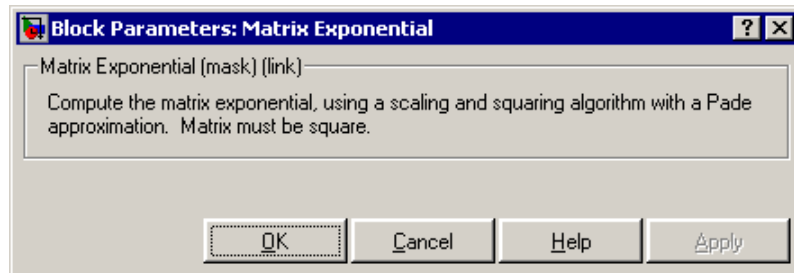 Block Parameters: Matrix Exponential
Matrix Exponential (mask) (link)
Compute the matrix exponential, using a scaling and squaring algorithm with a Pade
approximation. Matrix must be square.
OK Cancel Help Apply